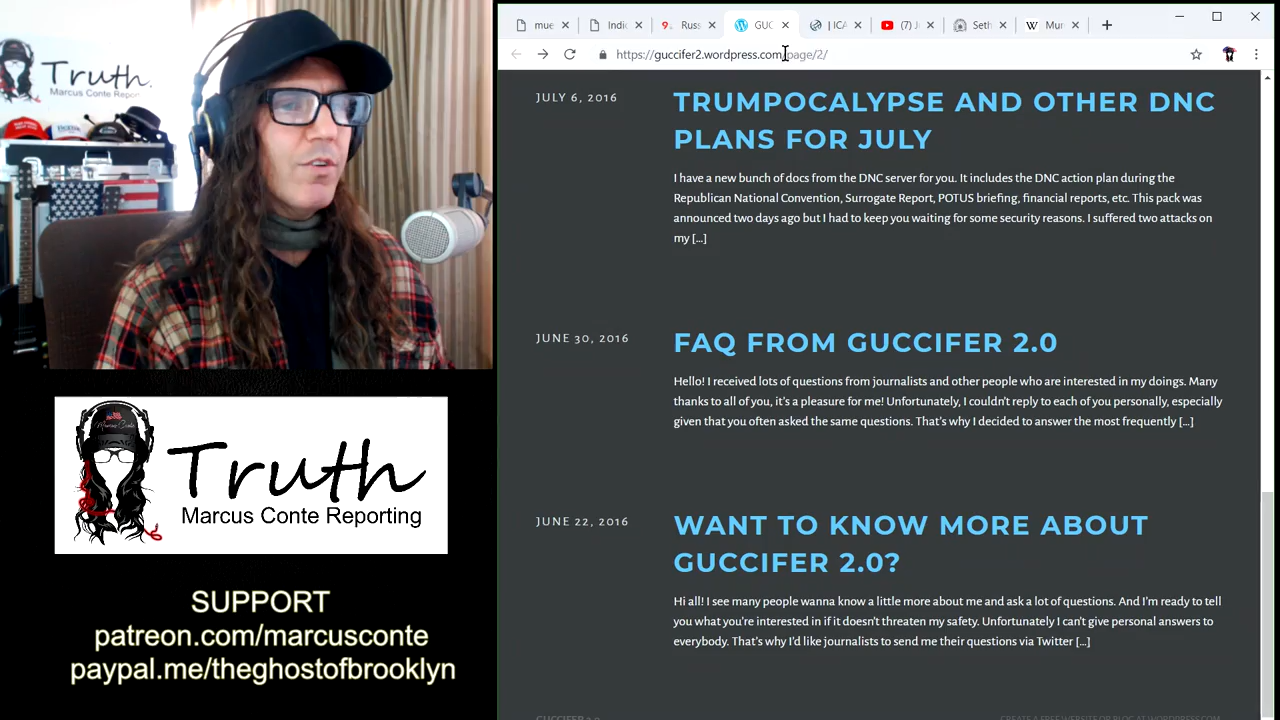 Truth.
Marcus Conte Report
mue
Indic
Russ
GUC
(7) J
Seth
W
Mur
https://guccifer2.wordpress.com/page/2/
JULY 6, 2016
TRUMPOCALYPSE AND OTHER DNC
PLANS FOR JULY
I have a new bunch of docs from the DNC server for you. It includes the DNC action plan during the
Republican National Convention, Surrogate Report, POTUS briefing, financial reports, etc. This pack was
announced two days ago but I had to keep you waiting for some security reasons. I suffered two attacks on
my [...]
JUNE 30, 2016
FAQ FROM GUCCIFER 2.0
Hello! I received lots of questions from journalists and other people who are interested in my doings. Many
thanks to all of you, it's a pleasure for me! Unfortunately, I couldn't reply to each of you personally, especially
given that you often asked the same questions. That's why I decided to answer the most frequently [...]
JUNE 22, 2016
WANT TO KNOW MORE ABOUT
GUCCIFER 2.0?
Hi all! I see many people wanna know a little more about me and ask a lot of questions. And I'm ready to tell
you what you're interested in if it doesn't threaten my safety. Unfortunately I can't give personal answers to
everybody. That's why I'd like journalists to send me their questions via Twitter [...]
Marcus Conte
Truth
Marcus Conte Reporting
SUPPORT
patreon.com/marcusconte
paypal.me/theghostofbrooklyn